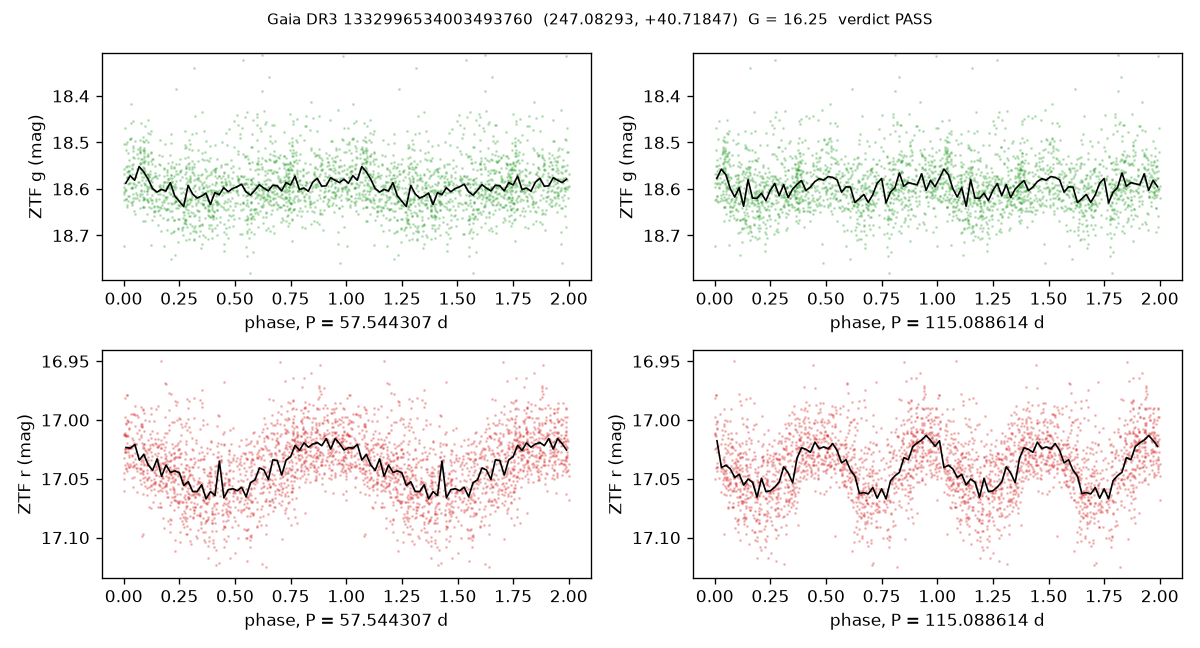 Gaia DR3 1332996534003493760 (247.08293, +40.71847) G = 16.25 verdict PASS
ZTF g (mag)
18.4
18.5
18.6
18.7
0.00 0.25 0.50 0.75 1.00 1.25 1.50 1.75 2.00
phase, P = 57.544307 d
ZTF g (mag)
18.4
18.5
18.6
18.7
0.00 0.25 0.50 0.75 1.00 1.25 1.50 1.75 2.00
phase, P = 115.088614 d
ZTF r (mag)
16.95
17.00
17.05
17.10
0.00 0.25 0.50 0.75 1.00 1.25 1.50 1.75 2.00
phase, P = 57.544307 d
ZTF r (mag)
16.95
17.00
17.05
17.10
0.00 0.25 0.50 0.75 1.00 1.25 1.50 1.75 2.00
phase, P = 115.088614 d